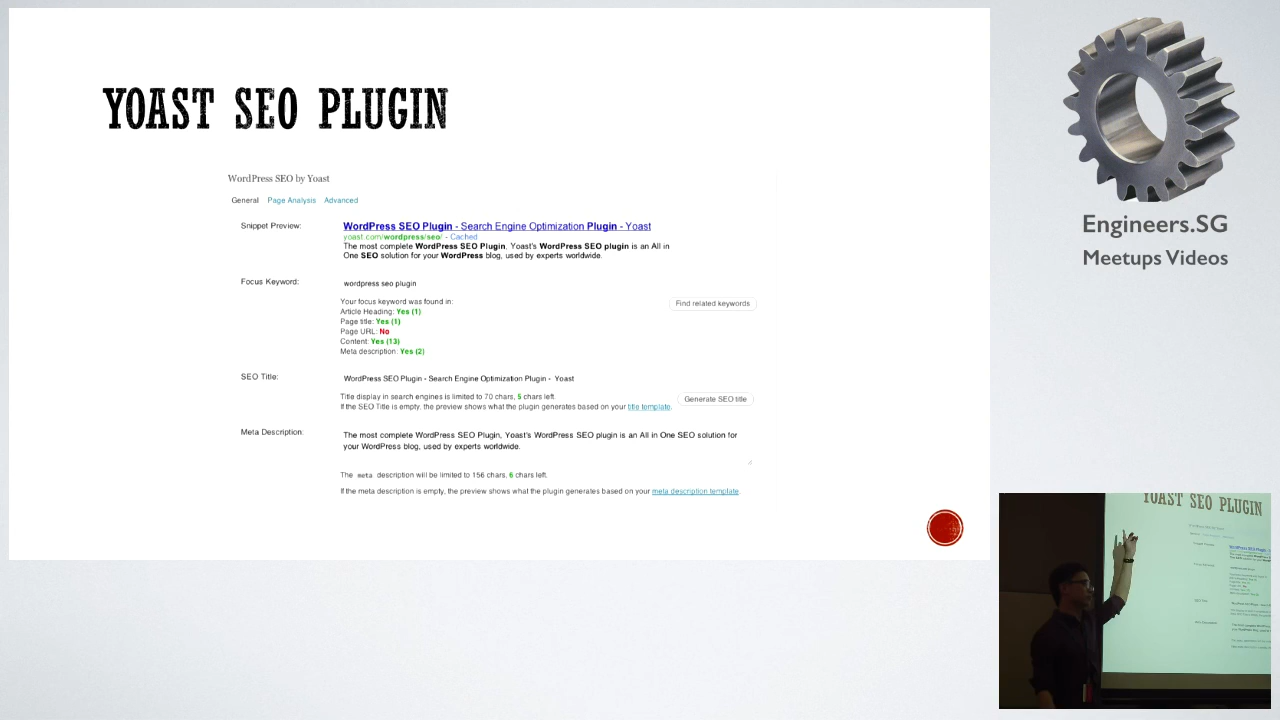 YOAST SEO PLUGIN
WordPress SEO by Yoast
General Page Analysis Advanced
Snippet Preview:
WordPress SEO Plugin - Search Engine Optimization Plugin - Yoast
yoast.com/wordpress/seo/ - Cached
The most complete WordPress SEO Plugin, Yoast's WordPress SEO plugin is an All in
One SEO solution for your WordPress blog, used by experts worldwide.
Focus Keyword:
wordpress seo plugin
Your focus keyword was found in:
Find related keywords
Article Heading: Yes (1)
Page title: Yes (1)
Page URL: No
Content: Yes (13)
Meta description: Yes (2)
SEO Title:
WordPress SEO Plugin - Search Engine Optimization Plugin - Yoast
Title display in search engines is limited to 70 chars, 5 chars left.
Generate SEO title
If the SEO Title is empty, the preview shows what the plugin generates based on your title template.
Meta Description:
The most complete WordPress SEO Plugin, Yoast's WordPress SEO plugin is an All in One SEO solution for
your WordPress blog, used by experts worldwide.
The meta description will be limited to 156 chars, 6 chars left.
If the meta description is empty, the preview shows what the plugin generates based on your meta description template.
Engineers.SG
Meetups Videos
YOAST SEO PLUGIN